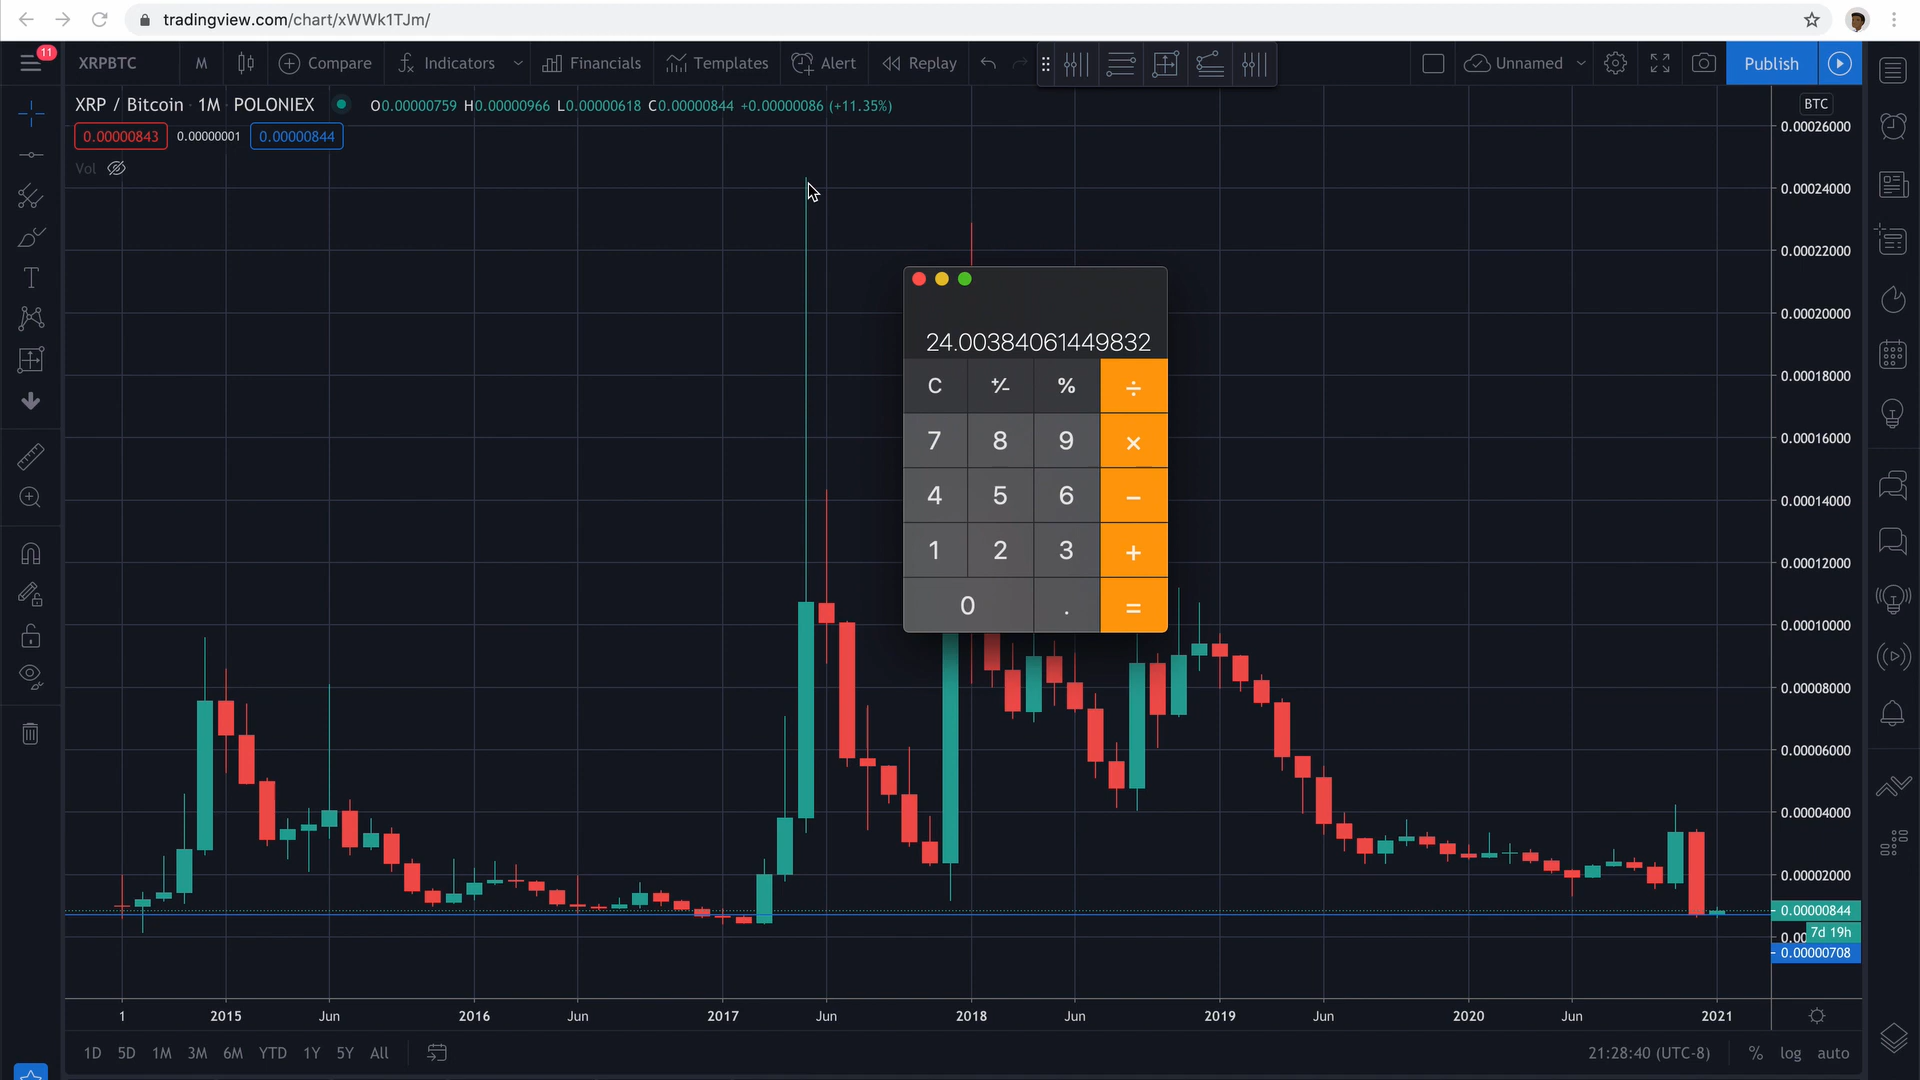 tradingview.com/chart/xWWk1TJm/
11
XRPBTC M Compare Indicators Financials Templates Alert Replay Unnamed Publish
XRP / Bitcoin 1M POLONIEX O0.00000759 H0.00000966 L0.00000618 C0.00000844 +0.00000086 (+11.35%)
0.00000843 0.00000001 0.00000844
Vol
BTC
0.00026000
0.00024000
0.00022000
0.00020000
0.00018000
0.00016000
0.00014000
0.00012000
0.00010000
0.00008000
0.00006000
0.00004000
0.00002000
0.00000844
0.00 7d 19h
0.00000708
24.00384061449832
C +⁄- % ÷
7 8 9 ×
4 5 6 −
1 2 3 +
0 . =
1 2015 Jun 2016 Jun 2017 Jun 2018 Jun 2019 Jun 2020 Jun 2021
1D 5D 1M 3M 6M YTD 1Y 5Y All 21:28:40 (UTC-8) % log auto